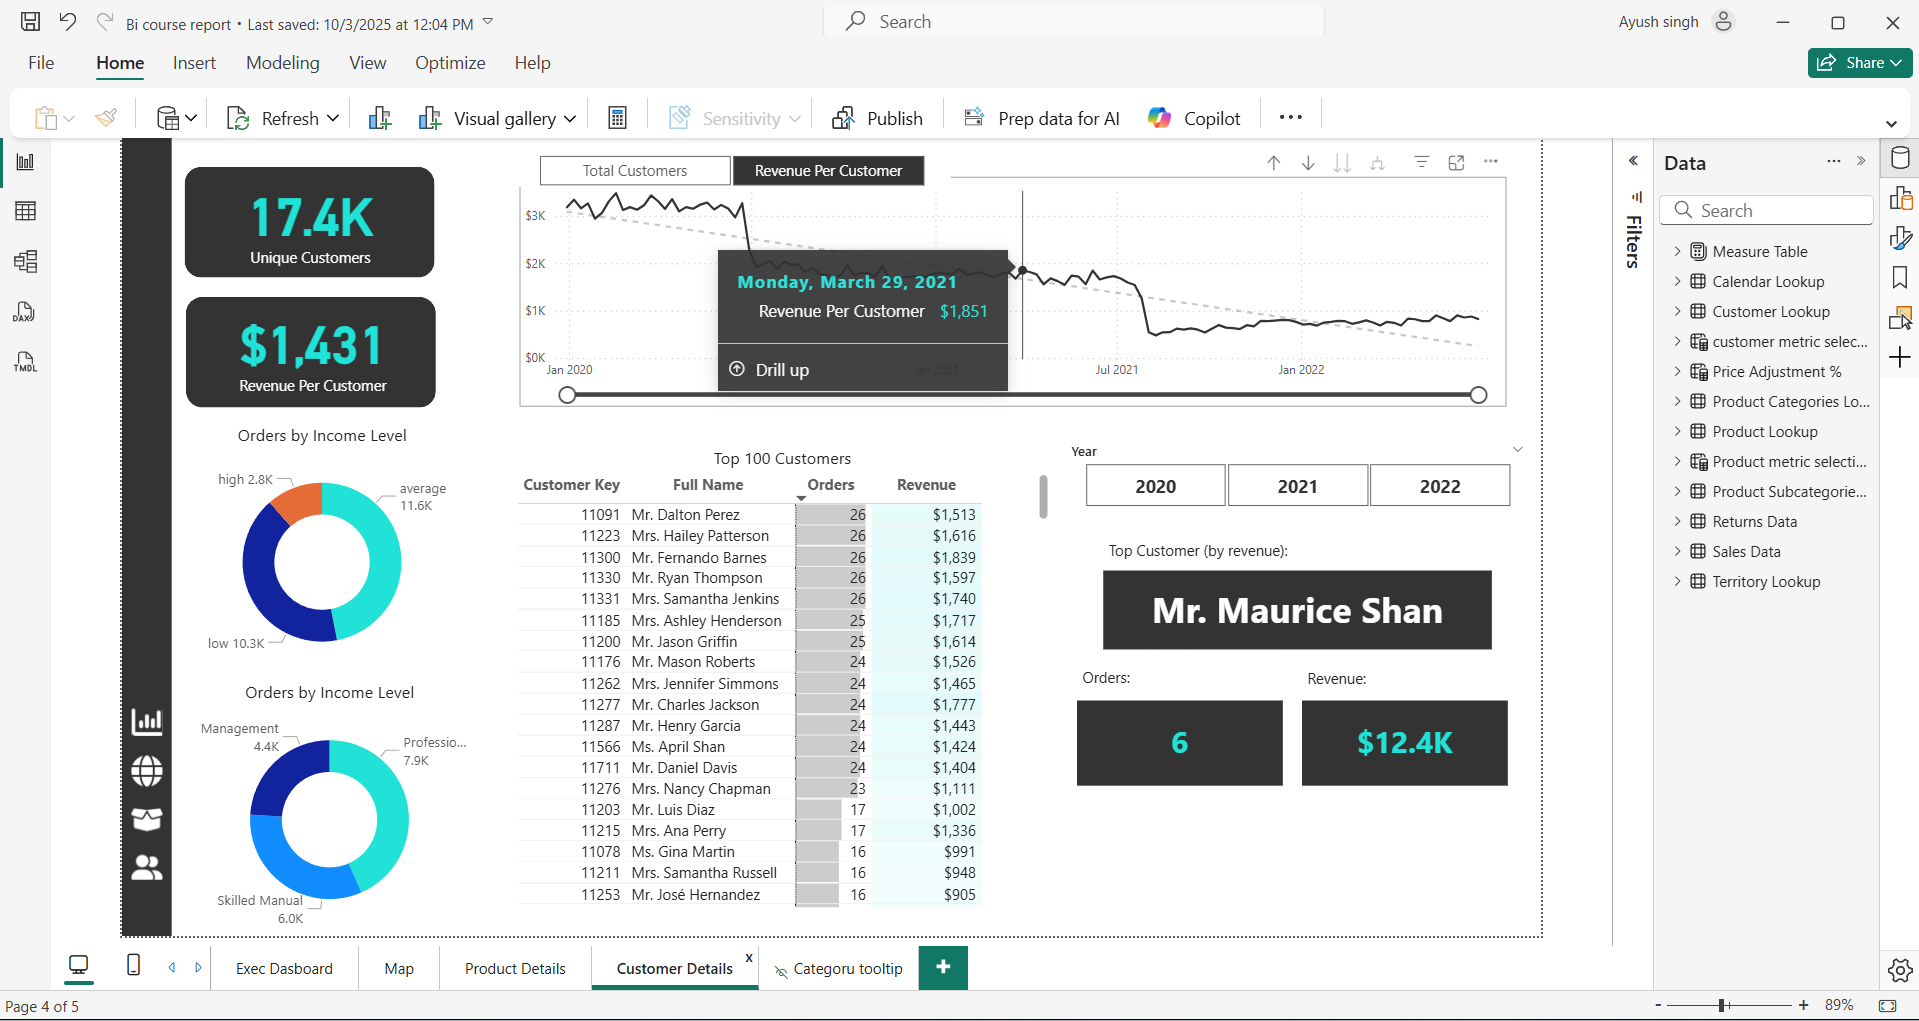 Bi course report • Last saved: 10/3/2025 at 12:04 PM
Search
Ayush singh
File Home Insert Modeling View Optimize Help
Share
Refresh
Visual gallery
Sensitivity
Publish
Prep data for AI
Copilot
17.4K
Unique Customers
$1,431
Revenue Per Customer
Total Customers
Revenue Per Customer
$3K
$2K
$1K
$0K
Jan 2020
Jan 2021
Jul 2021
Jan 2022
Monday, March 29, 2021
Revenue Per Customer $1,851
Drill up
Orders by Income Level
high 2.8K
average
11.6K
low 10.3K
Orders by Income Level
Management
4.4K
Professio...
7.9K
Skilled Manual
6.0K
Top 100 Customers
Customer Key Full Name Orders Revenue
11091 Mr. Dalton Perez 26 $1,513
11223 Mrs. Hailey Patterson 26 $1,616
11300 Mr. Fernando Barnes 26 $1,839
11330 Mr. Ryan Thompson 26 $1,597
11331 Mrs. Samantha Jenkins 26 $1,740
11185 Mrs. Ashley Henderson 25 $1,717
11200 Mr. Jason Griffin 25 $1,614
11176 Mr. Mason Roberts 24 $1,526
11262 Mrs. Jennifer Simmons 24 $1,465
11277 Mr. Charles Jackson 24 $1,777
11287 Mr. Henry Garcia 24 $1,443
11566 Ms. April Shan 24 $1,424
11711 Mr. Daniel Davis 24 $1,404
11276 Mrs. Nancy Chapman 23 $1,111
11203 Mr. Luis Diaz 17 $1,002
11215 Mrs. Ana Perry 17 $1,336
11078 Ms. Gina Martin 16 $991
11211 Mrs. Samantha Russell 16 $948
11253 Mr. José Hernandez 16 $905
Year
2020 2021 2022
Top Customer (by revenue):
Mr. Maurice Shan
Orders:
6
Revenue:
$12.4K
Filters
Data
Search
Measure Table
Calendar Lookup
Customer Lookup
customer metric selec...
Price Adjustment %
Product Categories Lo...
Product Lookup
Product metric selecti...
Product Subcategorie...
Returns Data
Sales Data
Territory Lookup
DAX
TMDL
Exec Dasboard
Map
Product Details
Customer Details x
Categoru tooltip
+
Page 4 of 5
- + 89%